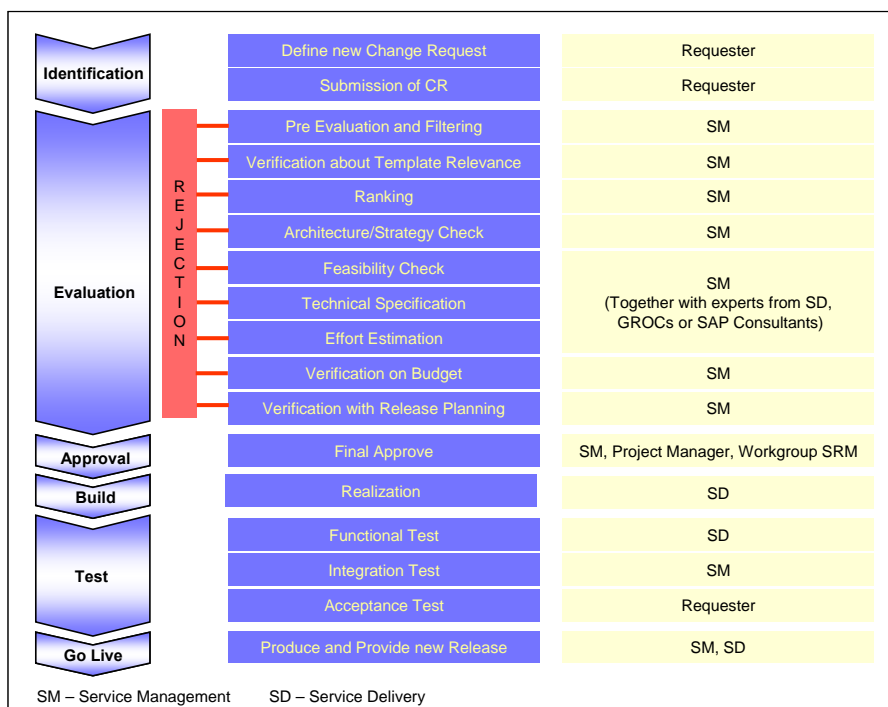 Identification
Define new Change Request
Requester
Submission of CR
Requester
Evaluation
REJECTION
Pre Evaluation and Filtering
SM
Verification about Template Relevance
SM
Ranking
SM
Architecture/Strategy Check
SM
Feasibility Check
Technical Specification
Effort Estimation
SM
(Together with experts from SD,
GROCs or SAP Consultants)
Verification on Budget
SM
Verification with Release Planning
SM
Approval
Final Approve
SM, Project Manager, Workgroup SRM
Build
Realization
SD
Test
Functional Test
SD
Integration Test
SM
Acceptance Test
Requester
Go Live
Produce and Provide new Release
SM, SD
SM – Service Management SD – Service Delivery